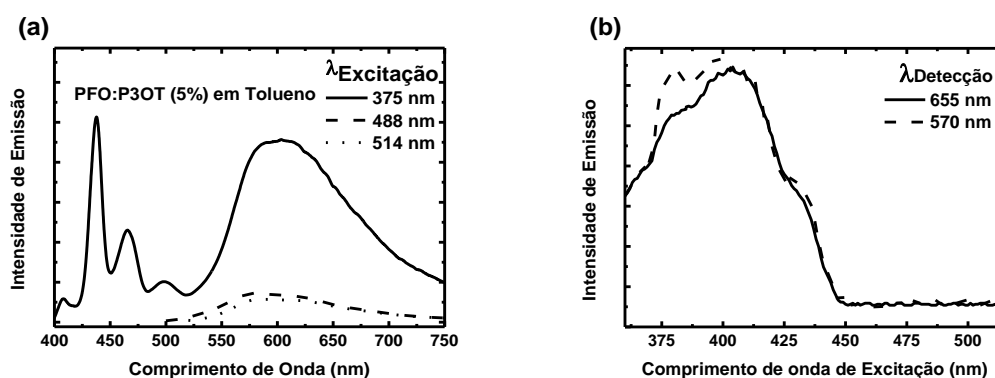 (a)
Intensidade de Emissão
PFO:P3OT (5%) em Tolueno
λExcitação
375 nm
488 nm
514 nm
400 450 500 550 600 650 700 750
Comprimento de Onda (nm)
(b)
Intensidade de Emissão
λDetecção
655 nm
570 nm
375 400 425 450 475 500
Comprimento de onda de Excitação (nm)